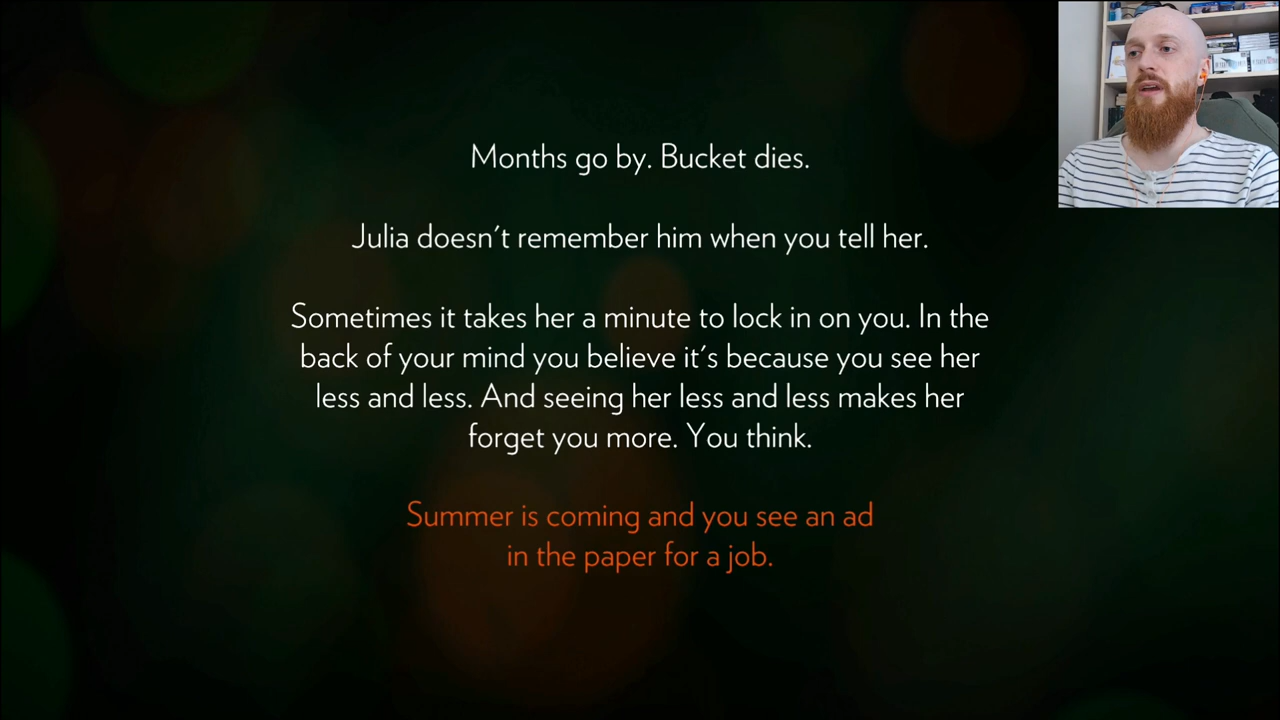 Months go by. Bucket dies.
Julia doesn't remember him when you tell her.
Sometimes it takes her a minute to lock in on you. In the
back of your mind you believe it's because you see her
less and less. And seeing her less and less makes her
forget you more. You think.
Summer is coming and you see an ad
in the paper for a job.